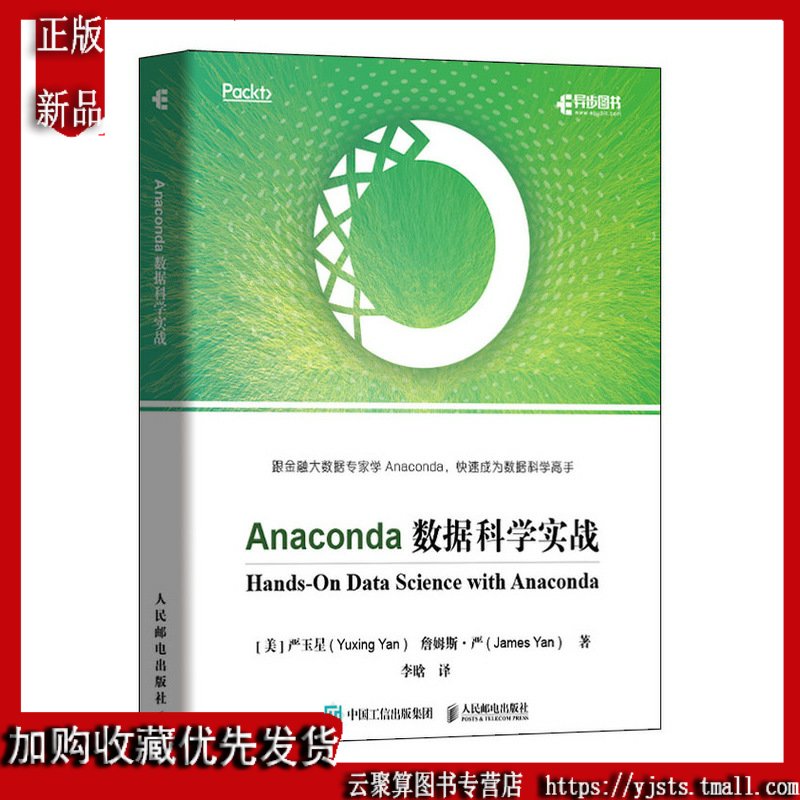 正版
新品
Packt>
异步图书
www.epubit.com
Anaconda 数据科学实战
跟金融大数据专家学 Anaconda，快速成为数据科学高手
Anaconda 数据科学实战
Hands-On Data Science with Anaconda
[美] 严玉星 ( Yuxing Yan ) 詹姆斯·严 ( James Yan ) 著
李晗 译
中国工信出版集团
人民邮电出版社
POSTS & TELECOM PRESS
人民邮电出版社
加购收藏优先发货
云聚算图书专营店
https://yjsts.tmall.com